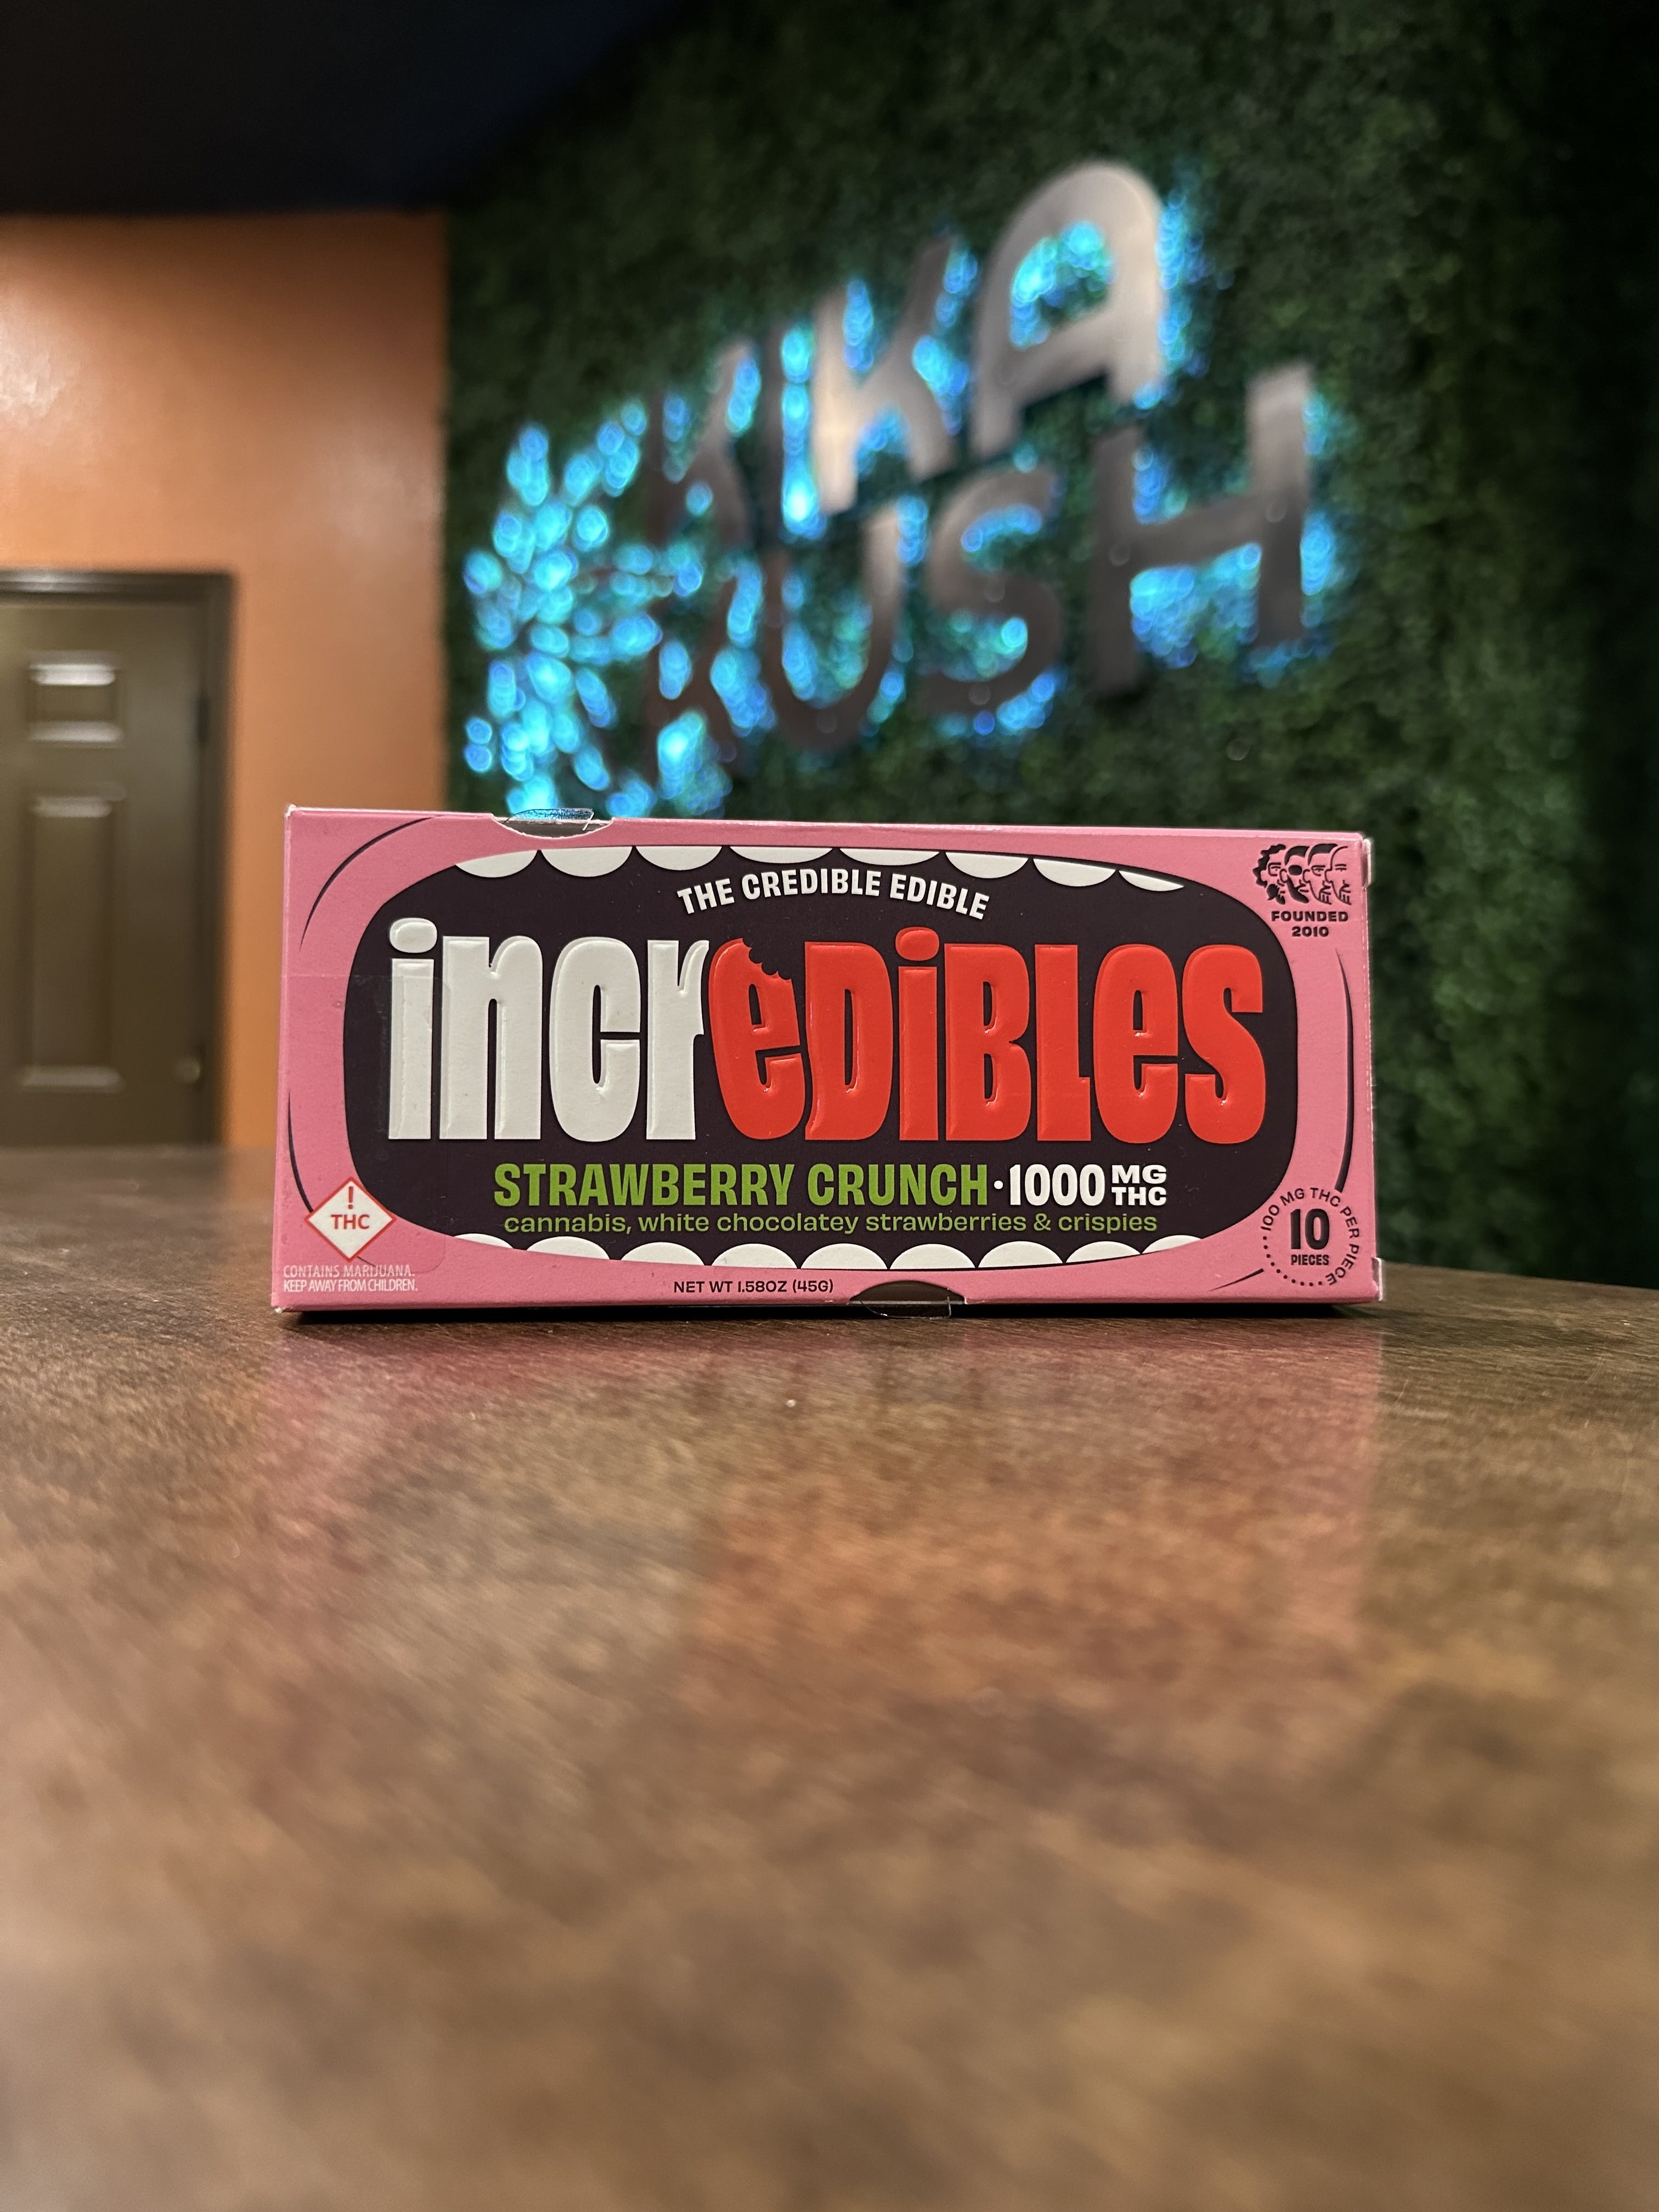 KIKA
KUSH
THE CREDIBLE EDIBLE
incrEDIBLES
STRAWBERRY CRUNCH · 1000 MG THC
cannabis, white chocolatey strawberries & crispies
FOUNDED
2010
! THC
CONTAINS MARIJUANA.
KEEP AWAY FROM CHILDREN.
NET WT 1.58OZ (45G)
100 MG THC PER PIECE
10
PIECES